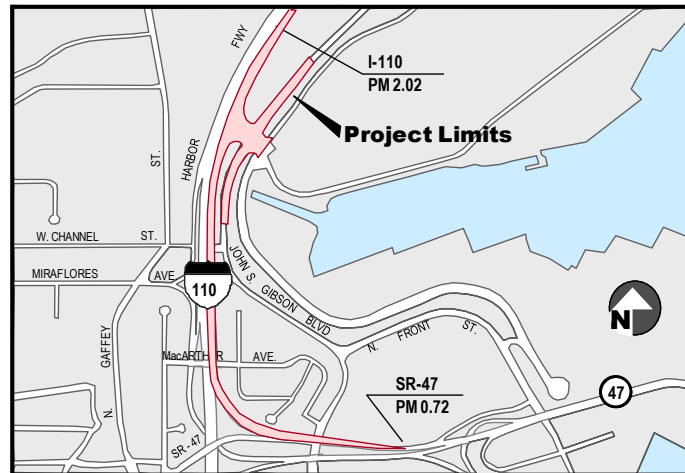 FWY
I-110
PM 2.02
Project Limits
ST.
HARBOR
W. CHANNEL ST.
MIRAFLORES AVE.
110
JOHN S. GIBSON BLVD
N. FRONT ST.
N
N. GAFFEY
MacARTHER AVE.
SR-47
PM 0.72
47
SR-47